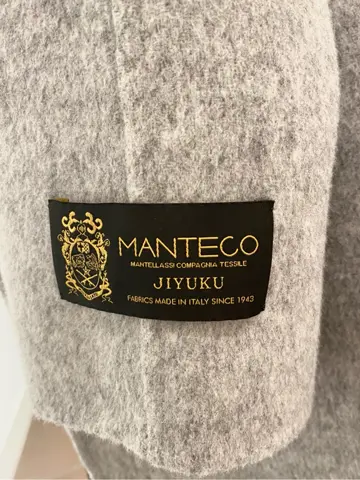 MANTECO
MANTELLASSI COMPAGNIA TESSILE
JIYUKU
FABRICS MADE IN ITALY SINCE 1943